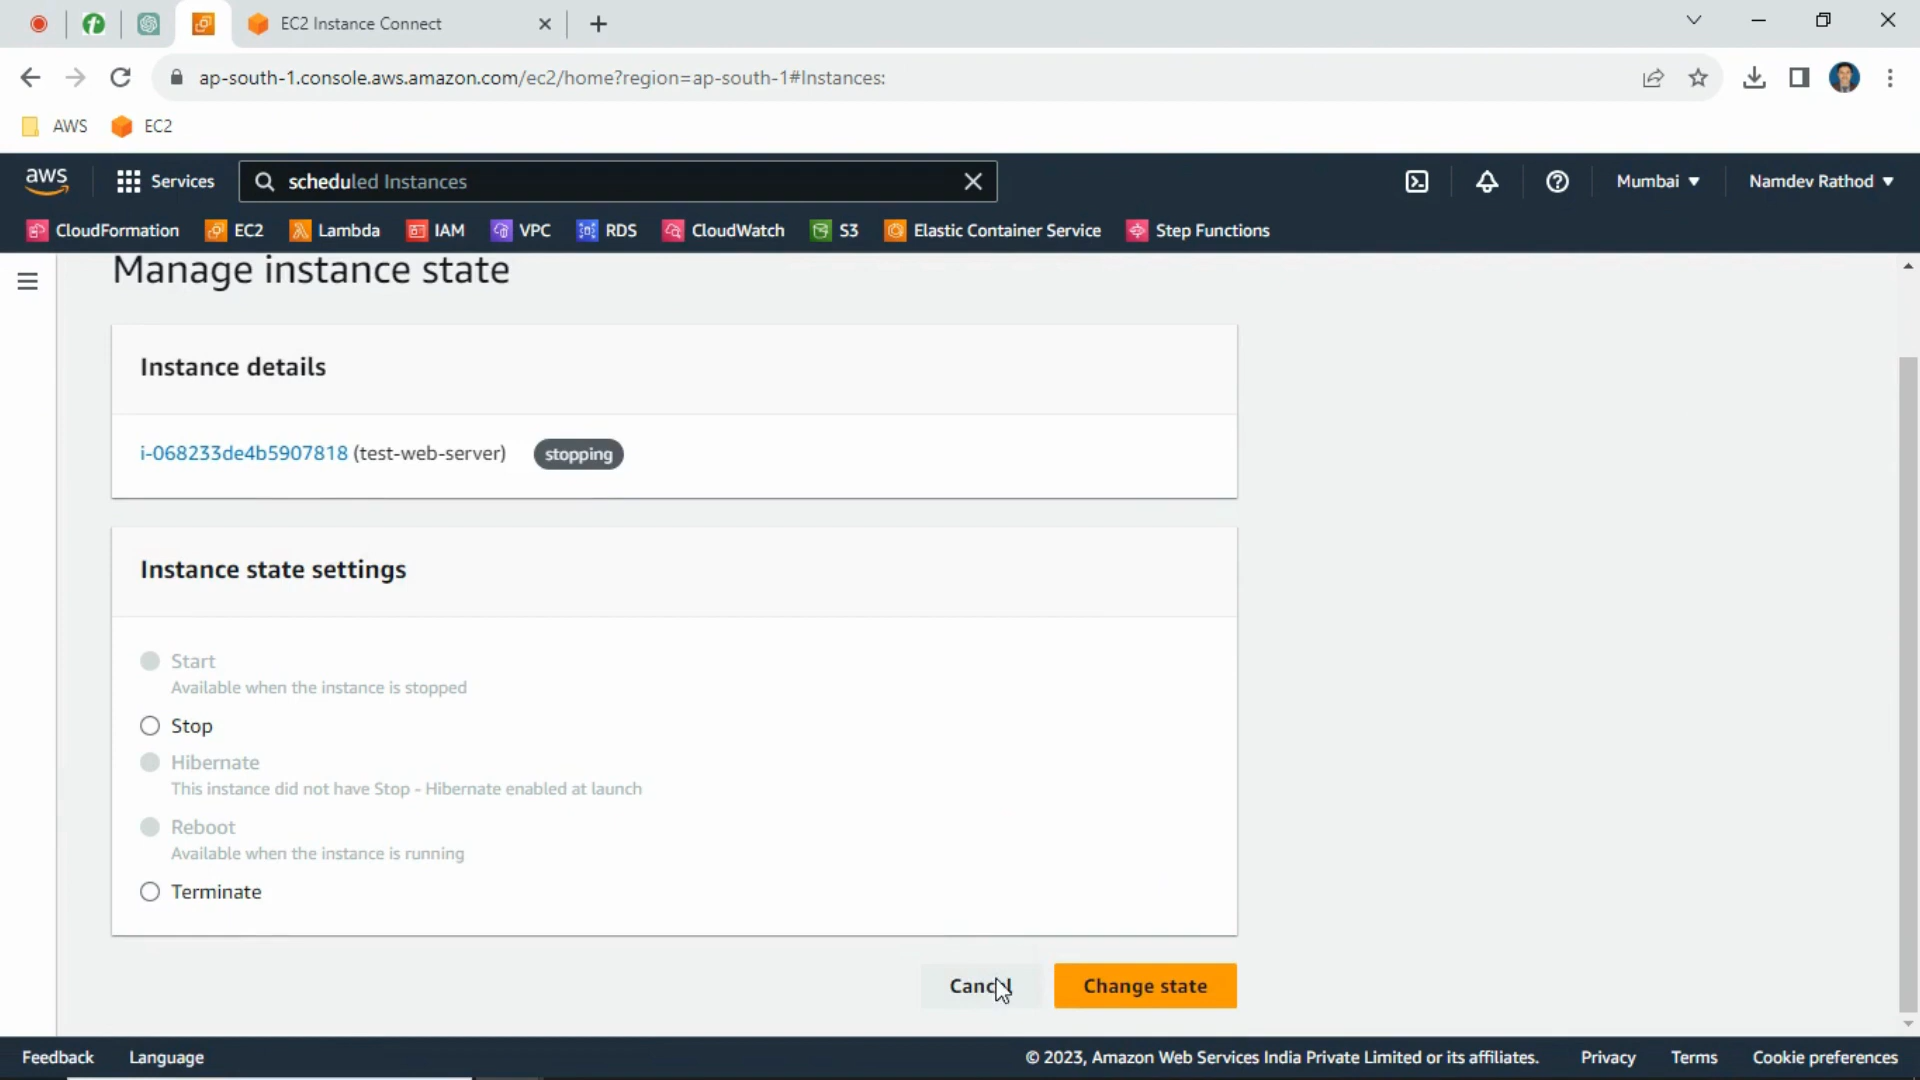 EC2 Instance Connect
ap-south-1.console.aws.amazon.com/ec2/home?region=ap-south-1#Instances:
AWS EC2
aws Services scheduled Instances Mumbai Namdev Rathod
CloudFormation EC2 Lambda IAM VPC RDS CloudWatch S3 Elastic Container Service Step Functions
Manage instance state
Instance details
i-068233de4b5907818 (test-web-server) stopping
Instance state settings
Start
Available when the instance is stopped
Stop
Hibernate
This instance did not have Stop - Hibernate enabled at launch
Reboot
Available when the instance is running
Terminate
Cancel Change state
Feedback Language © 2023, Amazon Web Services India Private Limited or its affiliates. Privacy Terms Cookie preferences